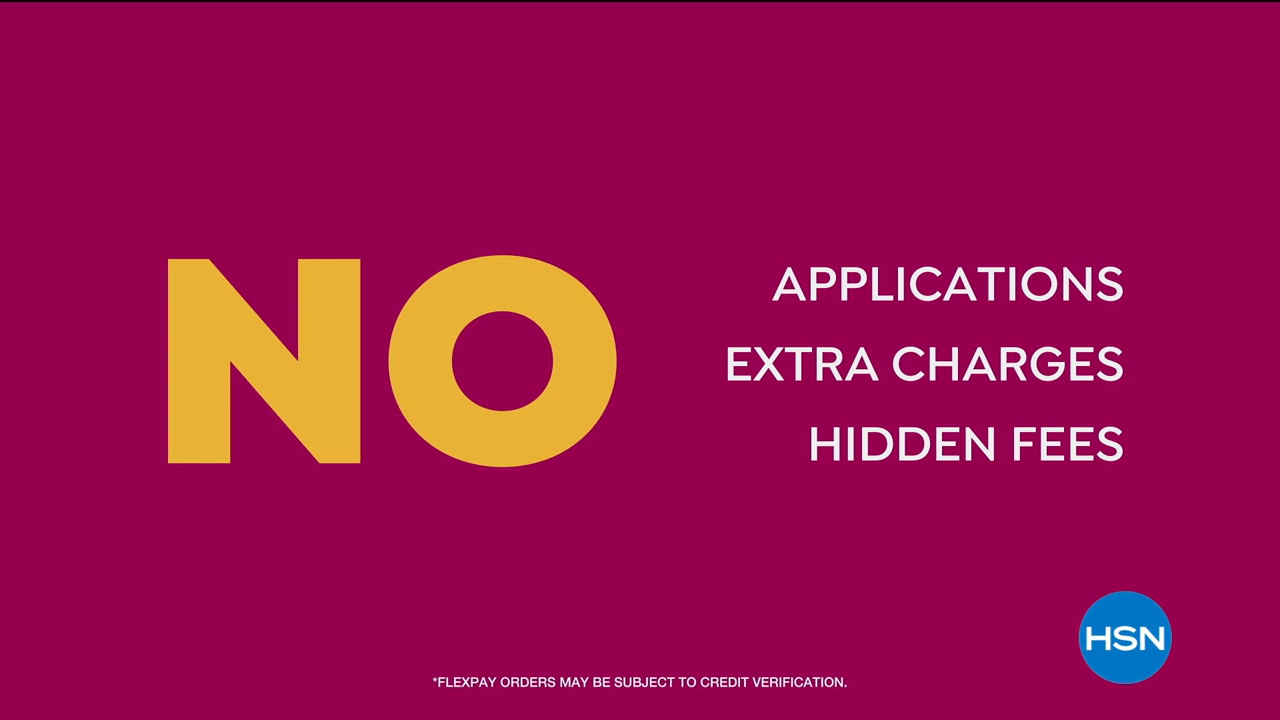 NO
APPLICATIONS
EXTRA CHARGES
HIDDEN FEES
HSN
*FLEXPAY ORDERS MAY BE SUBJECT TO CREDIT VERIFICATION.